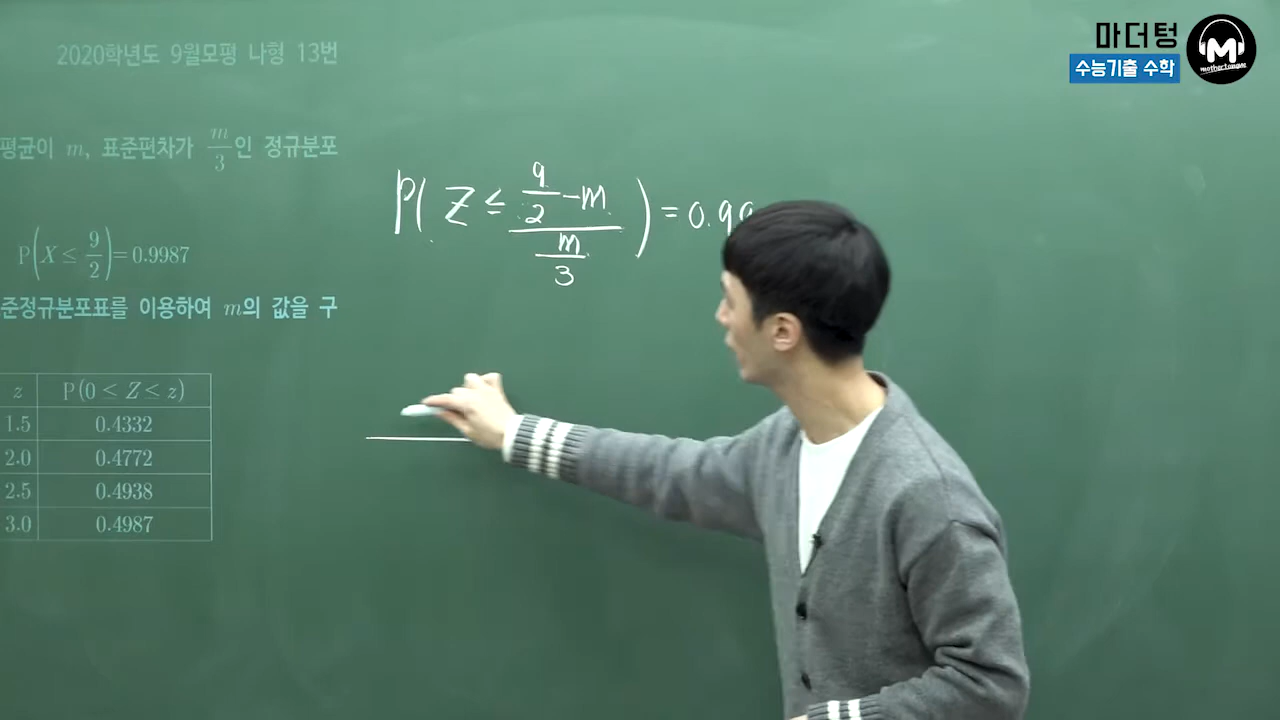 2020학년도 9월모평 나형 13번
평균이 m, 표준편차가 m/3인 정규분포
P(X ≤ 9/2)=0.9987
준정규분포표를 이용하여 m의 값을 구
z P(0 ≤ Z ≤ z)
1.5 0.4332
2.0 0.4772
2.5 0.4938
3.0 0.4987
P( Z ≤ (9/2 - m)/(m/3) ) = 0.99
마더텅
수능기출 수학
M
mothertongue